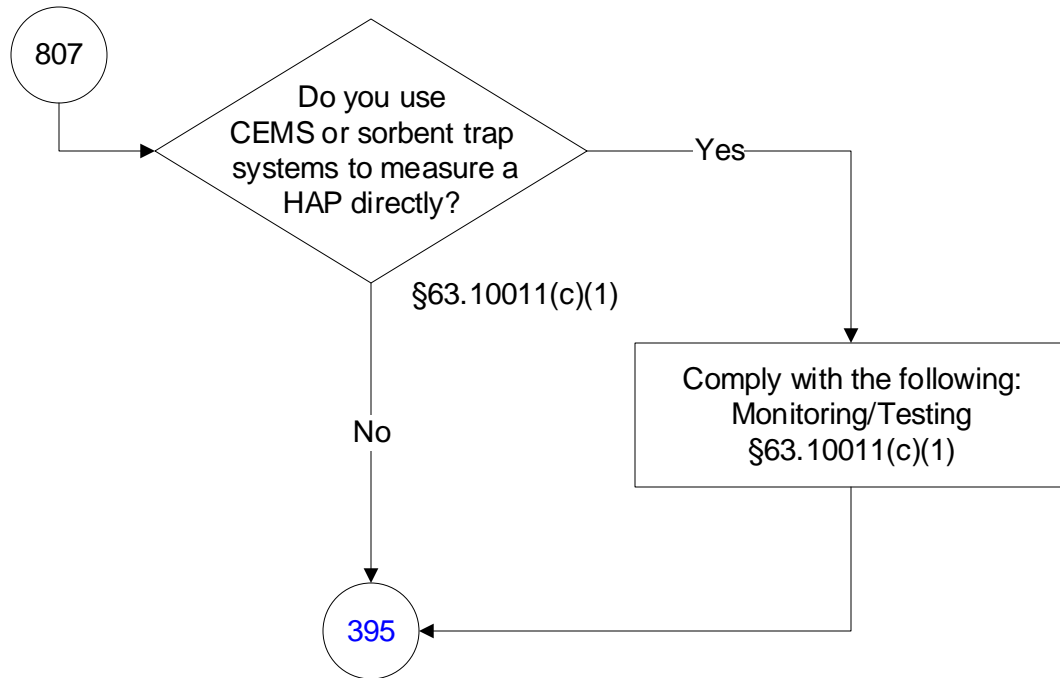 807
Do you use
CEMS or sorbent trap
systems to measure a
HAP directly?
Yes
§63.10011(c)(1)
Comply with the following:
Monitoring/Testing
§63.10011(c)(1)
No
395